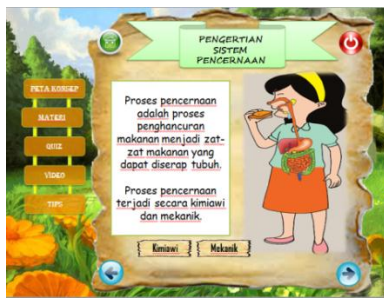 PENGERTIAN
SISTEM
PENCERNAAN
PETA KONSEP
MATERI
QUIZ
VIDEO
TIPS
Proses pencernaan
adalah proses
penghancuran
makanan menjadi zat-
zat makanan yang
dapat diserap tubuh.
Proses pencernaan
terjadi secara kimiawi
dan mekanik.
Kimiawi
Mekanik